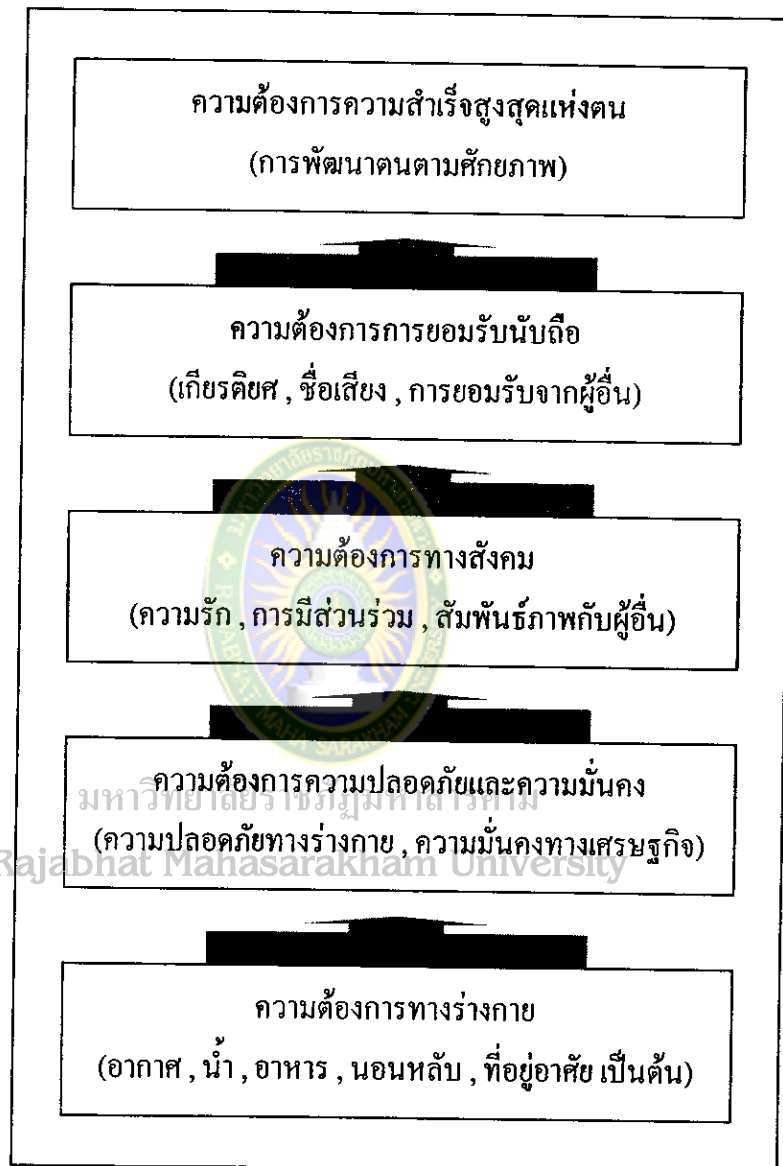 ความต้องการความสำเร็จสูงสุดแห่งตน
(การพัฒนาตนตามศักยภาพ)
ความต้องการการยอมรับนับถือ
(เกียรติยศ , ชื่อเสียง , การยอมรับจากผู้อื่น)
ความต้องการทางสังคม
(ความรัก , การมีส่วนร่วม , สัมพันธ์ภาพกับผู้อื่น)
ความต้องการความปลอดภัยและความมั่นคง
มหาวิทยาลัยราชภัฏมหาสารคาม
(ความปลอดภัยทางร่างกาย , ความมั่นคงทางเศรษฐกิจ)
Rajabhat Mahasarakham University
ความต้องการทางร่างกาย
(อากาศ , น้ำ , อาหาร , นอนหลับ , ที่อยู่อาศัย เป็นต้น)